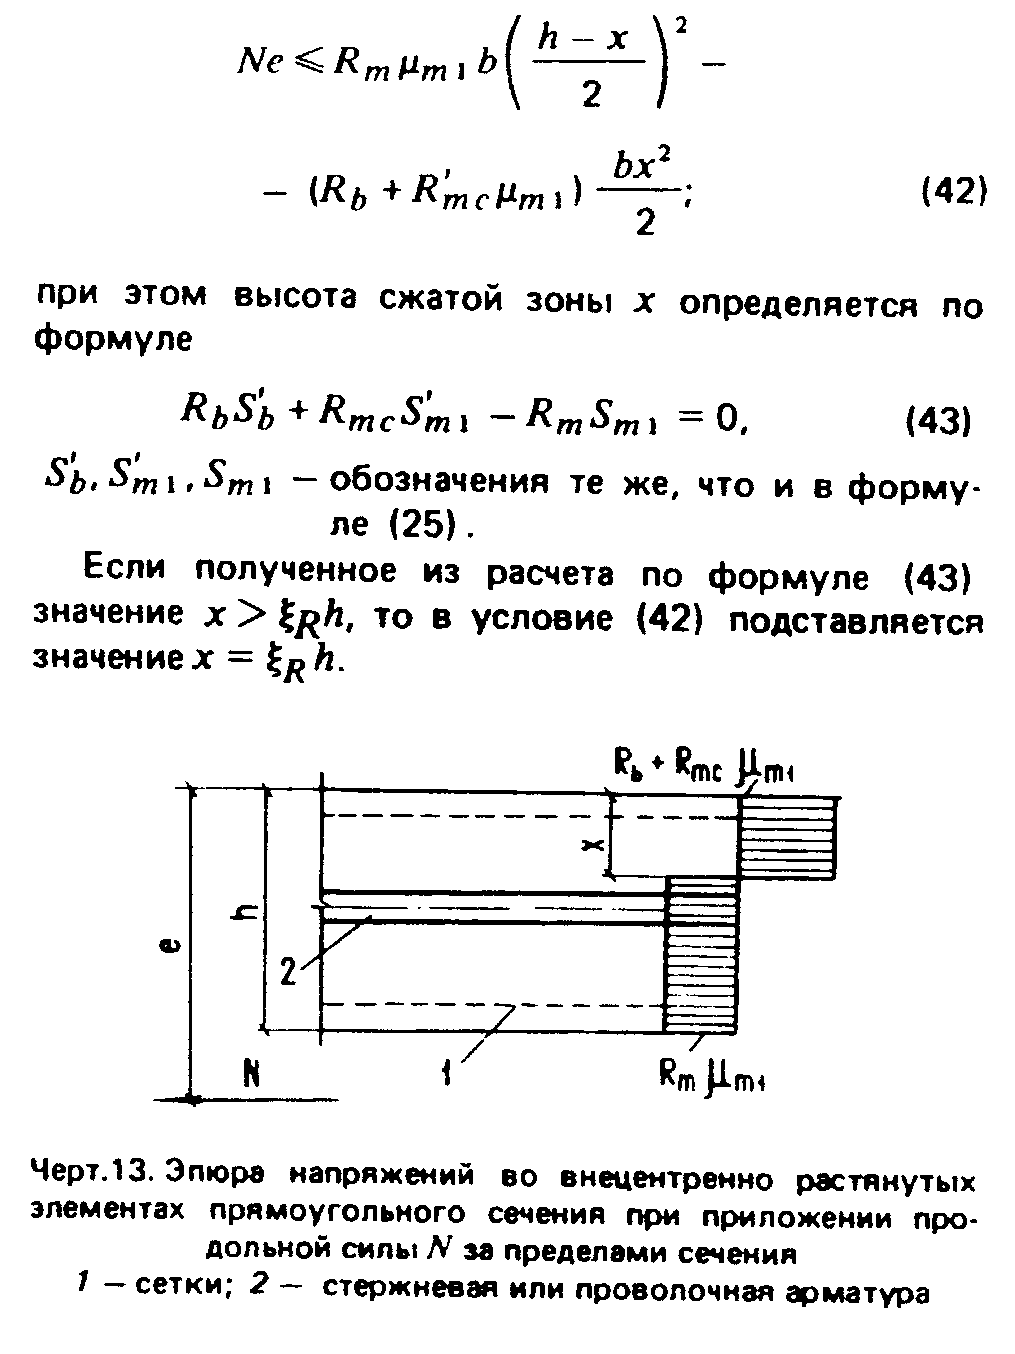 Ne ⩽ R_m μ_m1 b ( (h − x) / 2 )² −
− (R_b + R'_mc μ_m1) bx² / 2 ; (42)
при этом высота сжатой зоны x определяется по
формуле
R_b S'_b + R_mc S'_m1 − R_m S_m1 = 0, (43)
S'_b, S'_m1, S_m1 — обозначения те же, что и в форму-
ле (25).
Если полученное из расчета по формуле (43)
значение x > ξ_R h, то в условие (42) подставляется
значение x = ξ_R h.
R_b + R_mc μ_m1
x
h
e
2
N
1
R_m μ_m1
Черт.13. Эпюра напряжений во внецентренно растянутых
элементах прямоугольного сечения при приложении про-
дольной силы N за пределами сечения
1 — сетки; 2 — стержневая или проволочная арматура